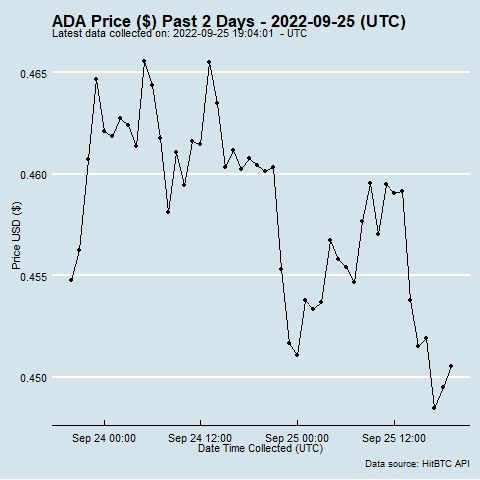 ADA Price ($) Past 2 Days - 2022-09-25 (UTC)
Latest data collected on: 2022-09-25 19:04:01  - UTC
0.465
0.460
0.455
0.450
Price USD ($)
Sep 24 00:00 Sep 24 12:00 Sep 25 00:00 Sep 25 12:00
Date Time Collected (UTC)
Data source: HitBTC API